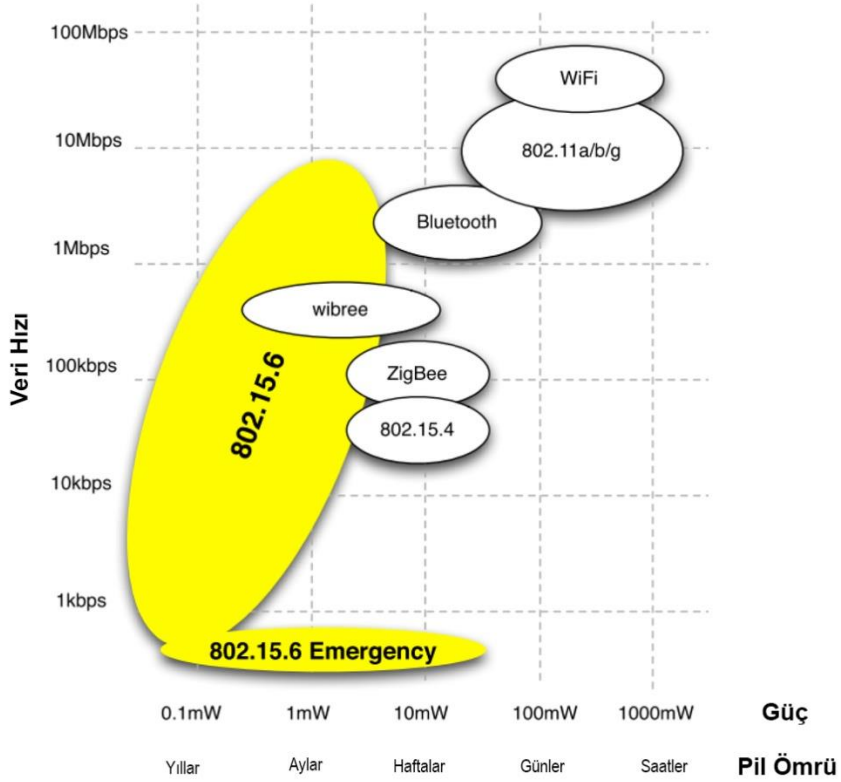 100Mbps
WiFi
10Mbps
802.11a/b/g
Bluetooth
1Mbps
wibree
Veri Hızı
100kbps
ZigBee
802.15.6
802.15.4
10kbps
1kbps
802.15.6 Emergency
0.1mW 1mW 10mW 100mW 1000mW Güç
Yıllar Aylar Haftalar Günler Saatler Pil Ömrü